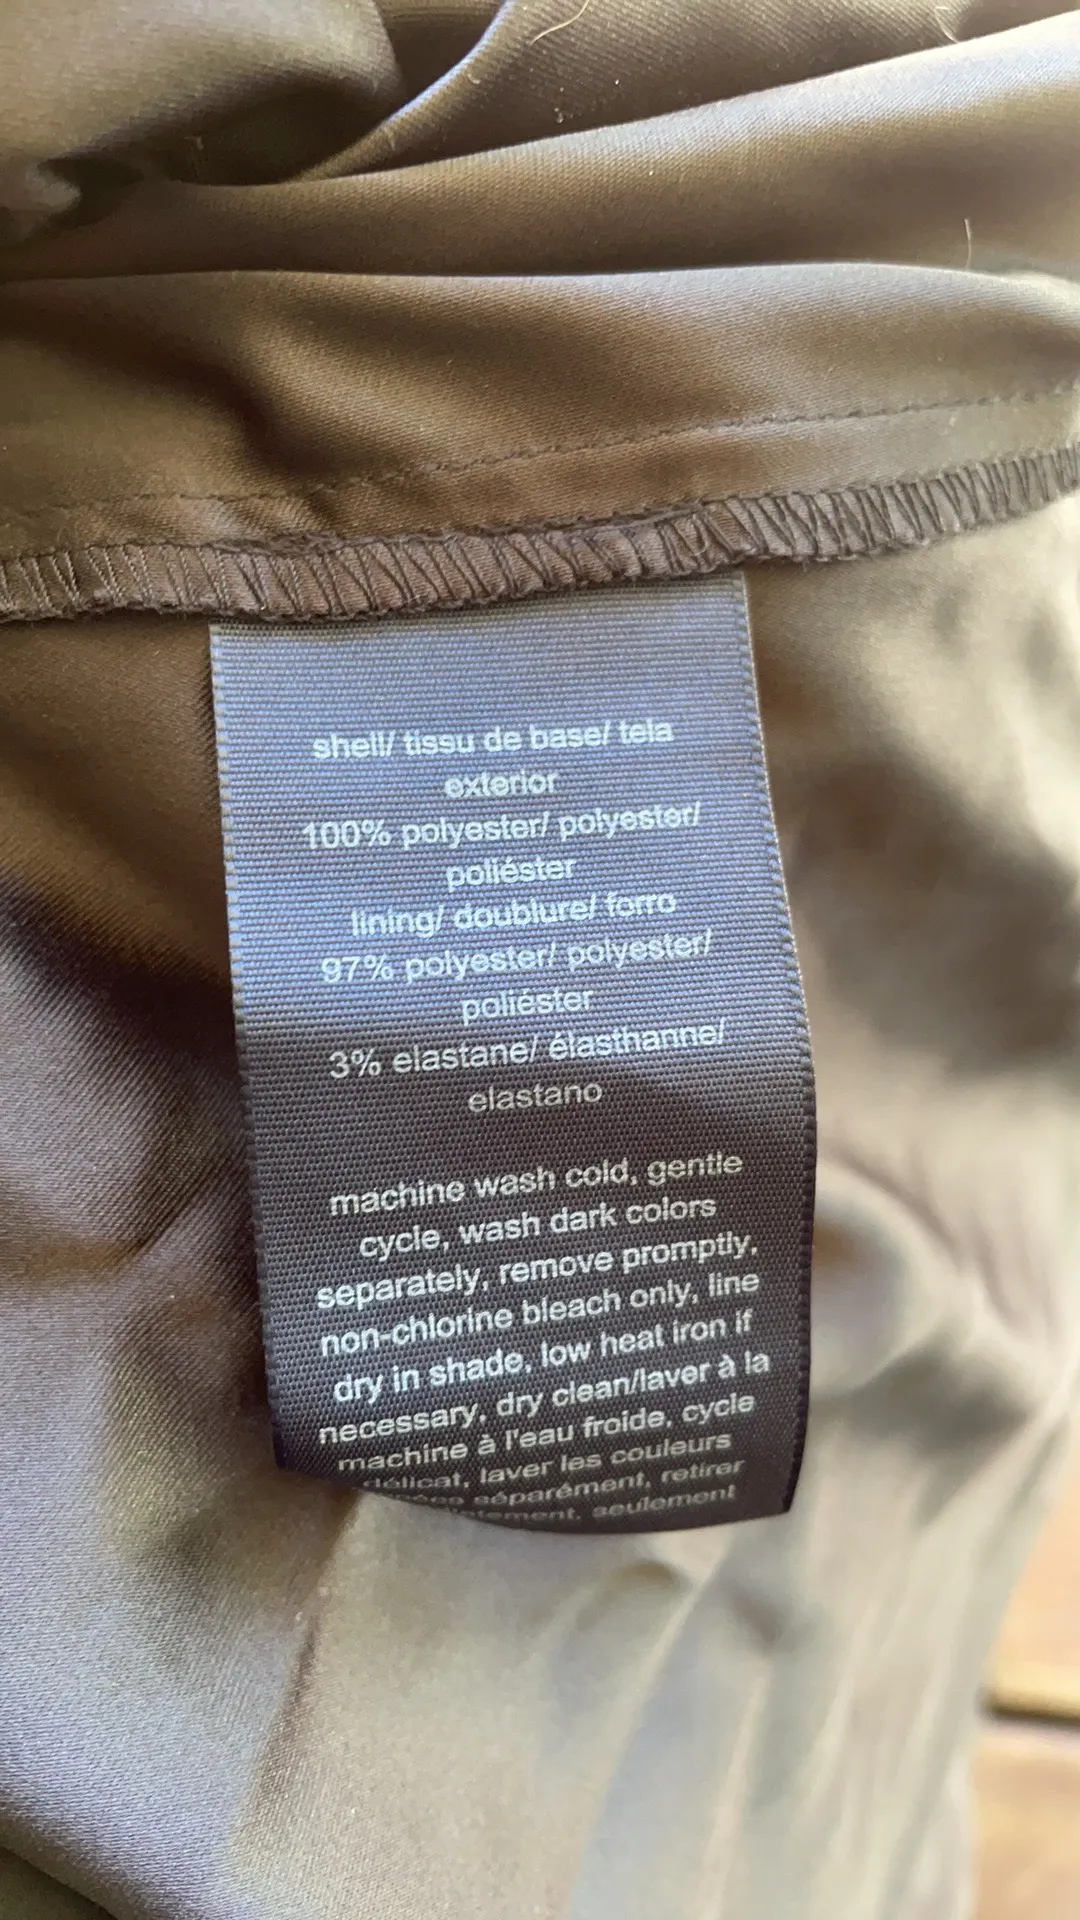 shell/ tissu de base/ tela
exterior
100% polyester/ polyester/
poliéster
lining/ doublure/ forro
97% polyester/ polyester/
poliéster
3% elastane/ élasthanne/
elastano
machine wash cold, gentle
cycle, wash dark colors
separately, remove promptly,
non-chlorine bleach only, line
dry in shade, low heat iron if
necessary, dry clean/laver à la
machine à l'eau froide, cycle
délicat, laver les couleurs
séparément, retirer
seulement